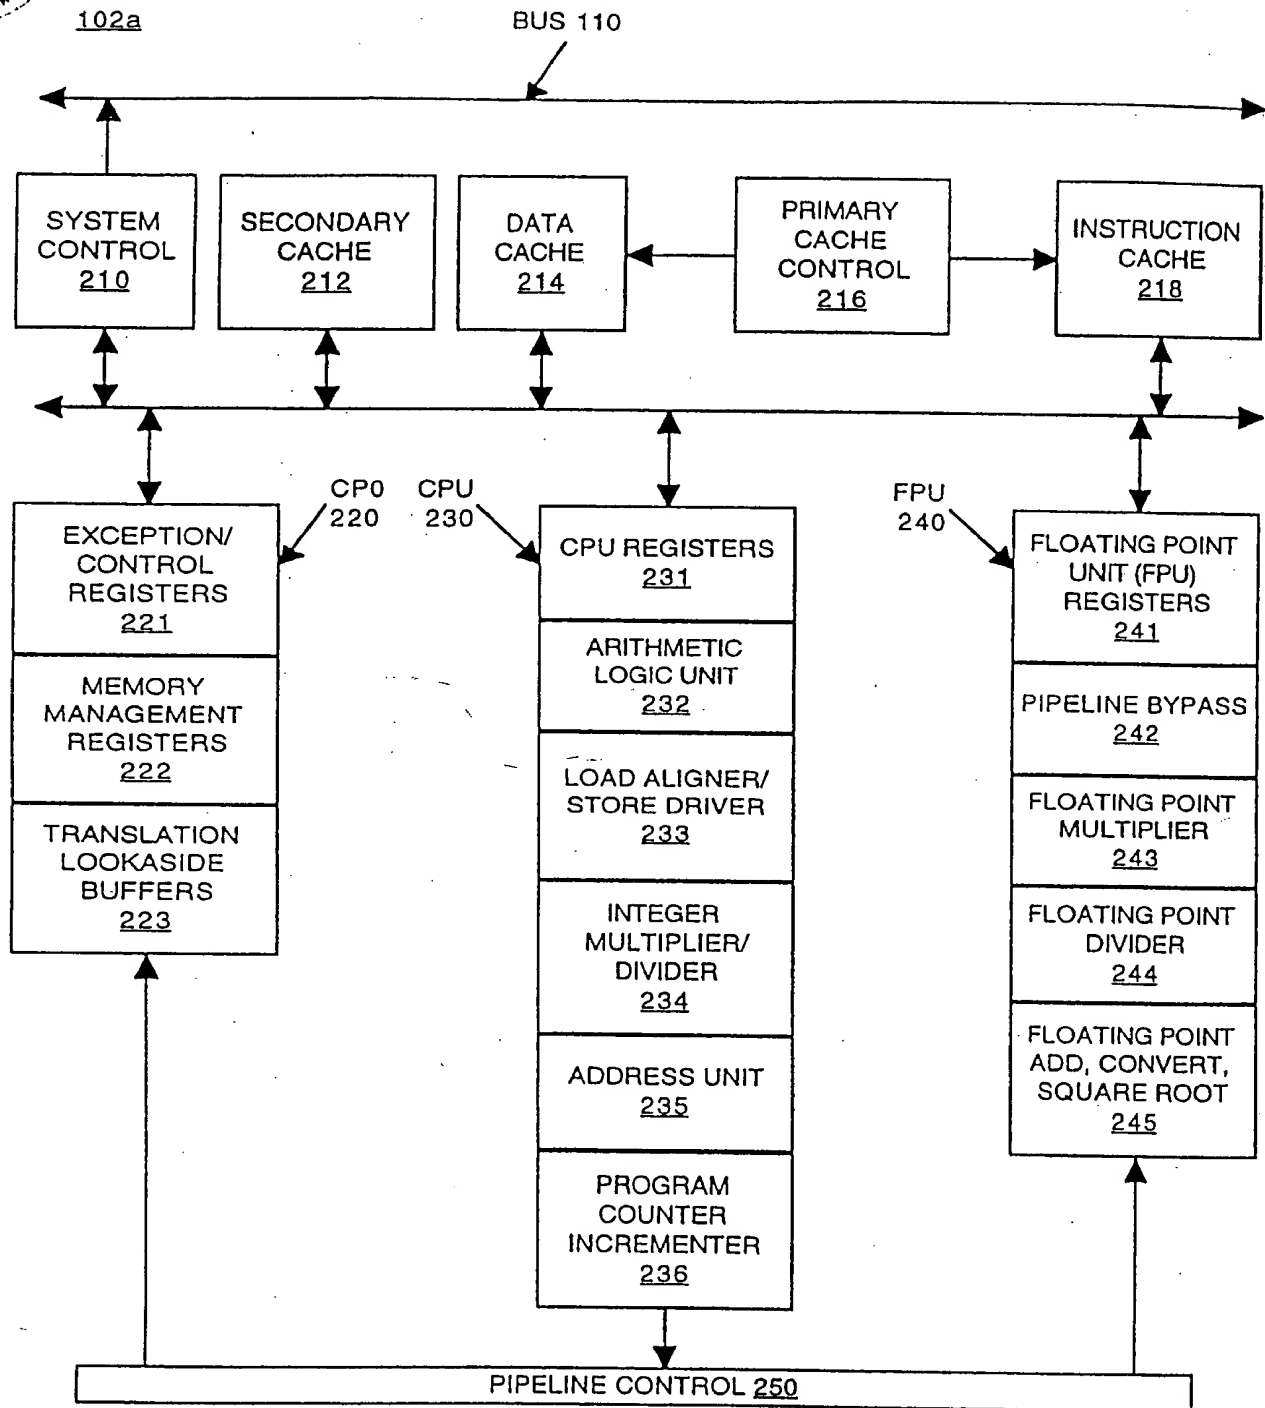 102a
BUS 110
SYSTEM
CONTROL
210
SECONDARY
CACHE
212
DATA
CACHE
214
PRIMARY
CACHE
CONTROL
216
INSTRUCTION
CACHE
218
CP0
220
CPU
230
FPU
240
EXCEPTION/
CONTROL
REGISTERS
221
MEMORY
MANAGEMENT
REGISTERS
222
TRANSLATION
LOOKASIDE
BUFFERS
223
CPU REGISTERS
231
ARITHMETIC
LOGIC UNIT
232
LOAD ALIGNER/
STORE DRIVER
233
INTEGER
MULTIPLIER/
DIVIDER
234
ADDRESS UNIT
235
PROGRAM
COUNTER
INCREMENTER
236
FLOATING POINT
UNIT (FPU)
REGISTERS
241
PIPELINE BYPASS
242
FLOATING POINT
MULTIPLIER
243
FLOATING POINT
DIVIDER
244
FLOATING POINT
ADD, CONVERT,
SQUARE ROOT
245
PIPELINE CONTROL 250